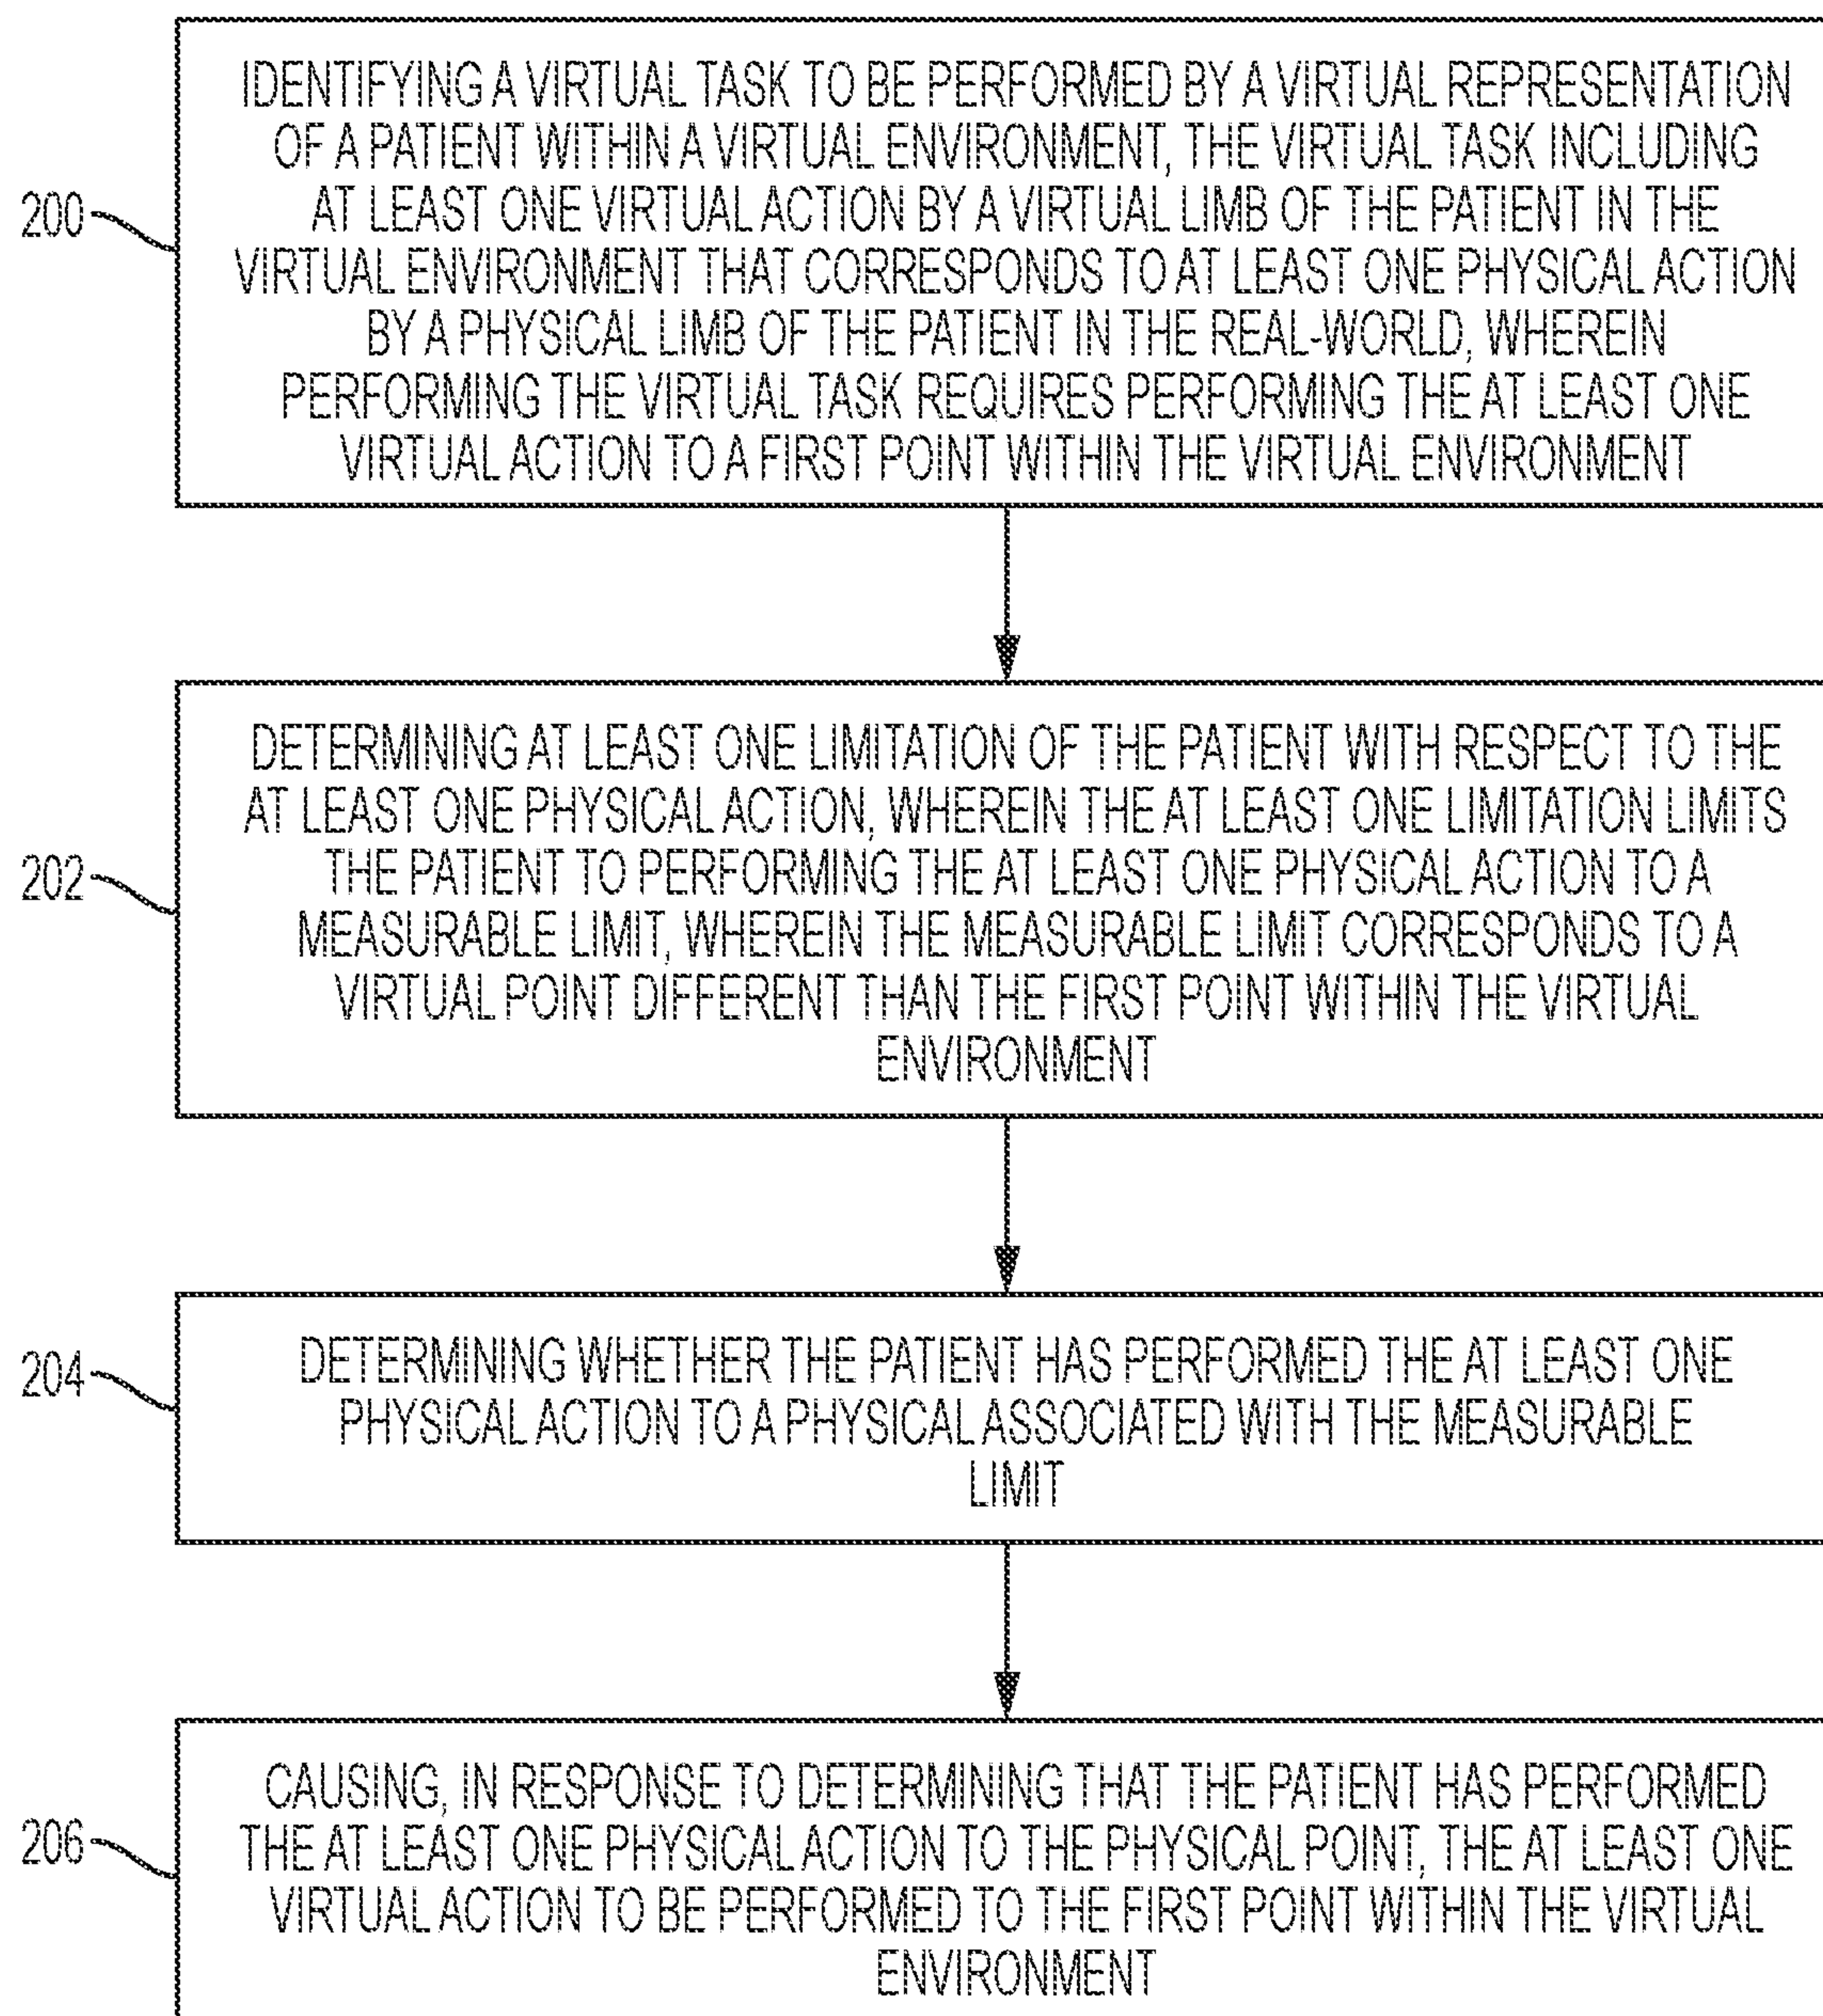 IDENTIFYING A VIRTUAL TASK TO BE PERFORMED BY A VIRTUAL REPRESENTATION
OF A PATIENT WITHIN A VIRTUAL ENVIRONMENT, THE VIRTUAL TASK INCLUDING
AT LEAST ONE VIRTUAL ACTION BY A VIRTUAL LIMB OF THE PATIENT IN THE
200
VIRTUAL ENVIRONMENT THAT CORRESPONDS TO AT LEAST ONE PHYSICAL ACTION
BY A PHYSICAL LIMB OF THE PATIENT IN THE REAL-WORLD, WHEREIN
PERFORMING THE VIRTUAL TASK REQUIRES PERFORMING THE AT LEAST ONE
VIRTUAL ACTION TO A FIRST POINT WITHIN THE VIRTUAL ENVIRONMENT
DETERMINING AT LEAST ONE LIMITATION OF THE PATIENT WITH RESPECT TO THE
AT LEAST ONE PHYSICAL ACTION, WHEREIN THE AT LEAST ONE LIMITATION LIMITS
THE PATIENT TO PERFORMING THE AT LEAST ONE PHYSICAL ACTION TO A
202
MEASURABLE LIMIT, WHEREIN THE MEASURABLE LIMIT CORRESPONDS TO A
VIRTUAL POINT DIFFERENT THAN THE FIRST POINT WITHIN THE VIRTUAL
ENVIRONMENT
DETERMINING WHETHER THE PATIENT HAS PERFORMED THE AT LEAST ONE
204
PHYSICAL ACTION TO A PHYSICAL ASSOCIATED WITH THE MEASURABLE
LIMIT
CAUSING, IN RESPONSE TO DETERMINING THAT THE PATIENT HAS PERFORMED
206
THE AT LEAST ONE PHYSICAL ACTION TO THE PHYSICAL POINT, THE AT LEAST ONE
VIRTUAL ACTION TO BE PERFORMED TO THE FIRST POINT WITHIN THE VIRTUAL
ENVIRONMENT